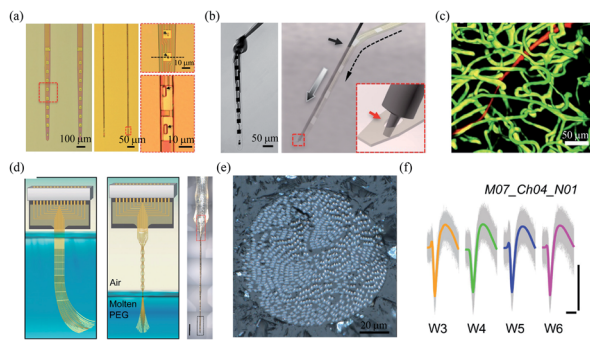 (a)
100 μm
50 μm
10 μm
10 μm
(b)
50 μm
(c)
50 μm
(d)
Air
Molten
PEG
(e)
20 μm
(f)
M07_Ch04_N01
W3 W4 W5 W6